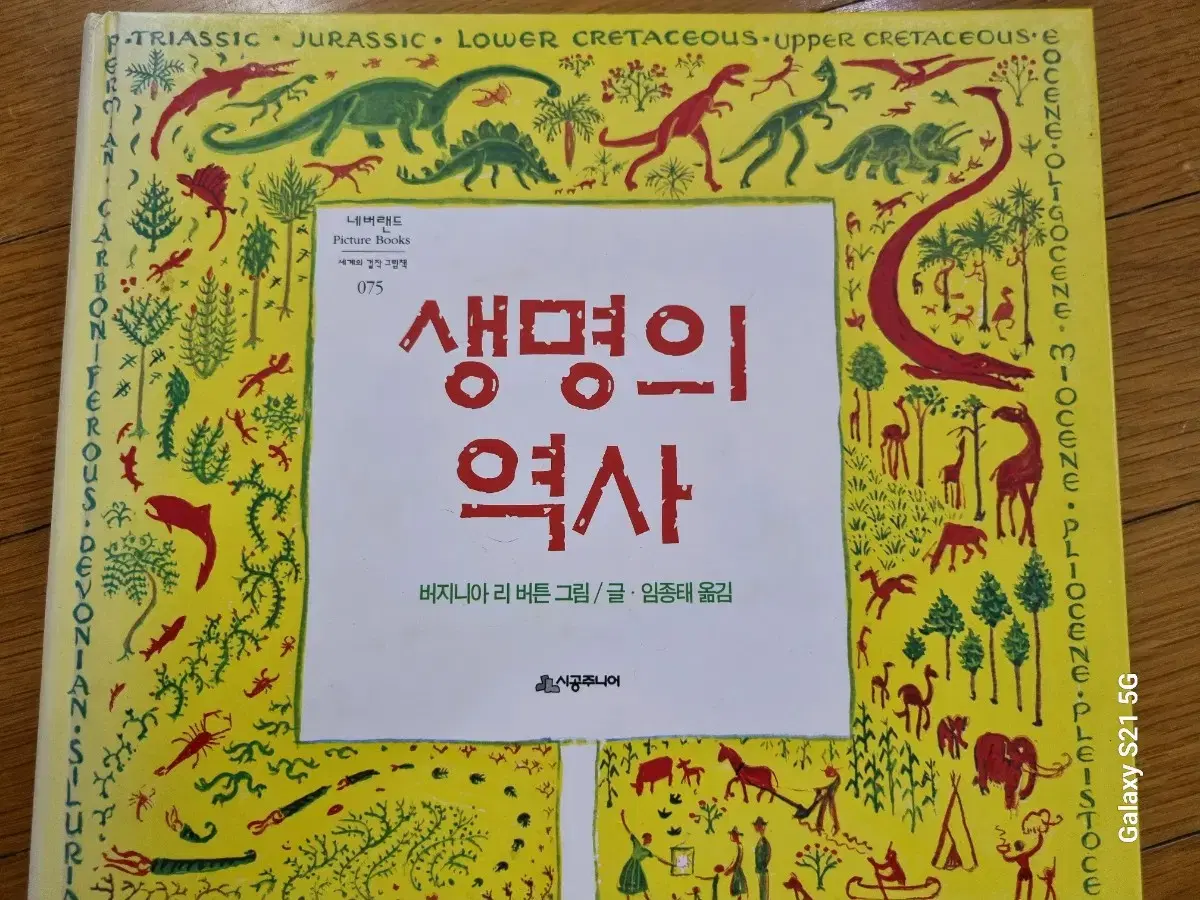 TRIASSIC · JURASSIC · LOWER CRETACEOUS · UPPER CRETACEOUS ·
EOCENE · OLIGOCENE · MIOCENE · PLIOCENE · PLEISTOCE
PERMIAN · CARBONIFEROUS · DEVONIAN · SILURIA
네버랜드
Picture Books
세계의 걸작 그림책
075
생명의
역사
버지니아 리 버튼 그림 / 글 · 임종태 옮김
시공주니어
Galaxy S21 5G